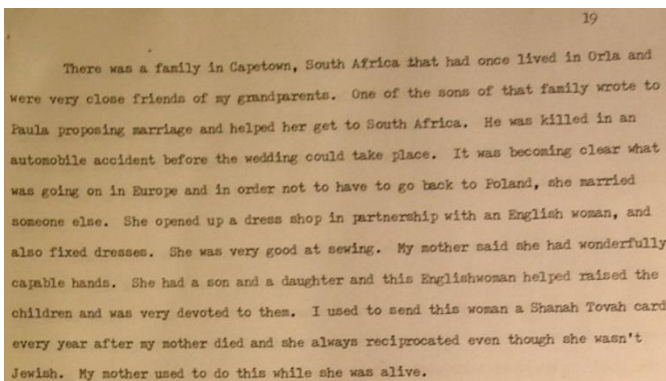 19
There was a family in Capetown, South Africa that had once lived in Orla and
were very close friends of my grandparents. One of the sons of that family wrote to
Paula proposing marriage and helped her get to South Africa. He was killed in an
automobile accident before the wedding could take place. It was becoming clear what
was going on in Europe and in order not to have to go back to Poland, she married
someone else. She opened up a dress shop in partnership with an English woman, and
also fixed dresses. She was very good at sewing. My mother said she had wonderfully
capable hands. She had a son and a daughter and this Englishwoman helped raised the
children and was very devoted to them. I used to send this woman a Shanah Tovah card
every year after my mother died and she always reciprocated even though she wasn't
Jewish. My mother used to do this while she was alive.